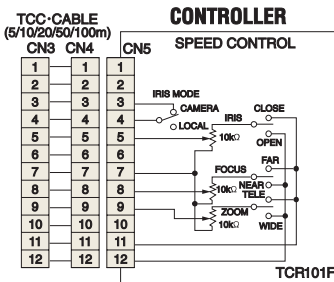 TCC·CABLE
(5/10/20/50/100m)
CONTROLLER
SPEED CONTROL
CN3 CN4 CN5
1 1 1
2 2 2
3 3 3
4 4 4
5 5 5
6 6 6
7 7 7
8 8 8
9 9 9
10 10 10
11 11 11
12 12 12
IRIS MODE
CAMERA
LOCAL
IRIS
10kΩ
CLOSE
OPEN
FOCUS
10kΩ
FAR
NEAR
TELE
ZOOM
10kΩ
WIDE
TCR101F